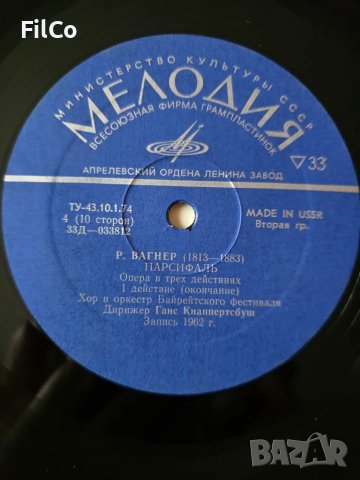 FilCo
МИНИСТЕРСТВО КУЛЬТУРЫ СССР
МЕЛОДИЯ
ВСЕСОЮЗНАЯ ФИРМА ГРАМПЛАСТИНОК
▽33
АПРЕЛЕВСКИЙ ОРДЕНА ЛЕНИНА ЗАВОД
ТУ-43.10.1.74
4 (10 сторон)
33Д—033812
MADE IN USSR
Вторая гр.
Р. ВАГНЕР (1813—1883)
ПАРСИФАЛЬ
Опера в трех действиях
I действие (окончание)
Хор и оркестр Байрейтского фестиваля
Дирижер Ганс Кнаппертсбуш
Запись 1962 г.
BAZAR